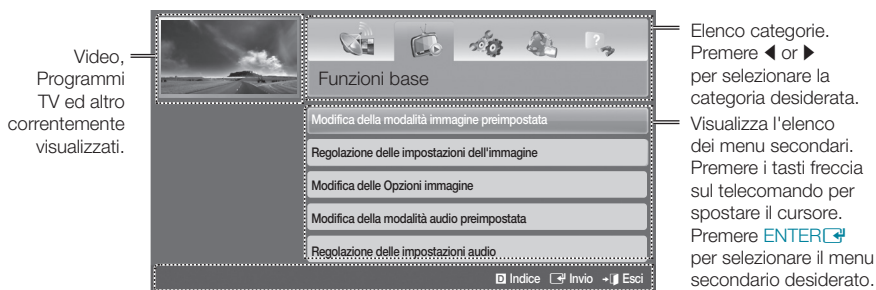 Video,
Programmi
TV ed altro
correntemente
visualizzati.
Funzioni base
Modifica della modalità immagine preimpostata
Regolazione delle impostazioni dell'immagine
Modifica delle Opzioni immagine
Modifica della modalità audio preimpostata
Regolazione delle impostazioni audio
D Indice Invio Esci
Elenco categorie.
Premere ◀ or ▶
per selezionare la
categoria desiderata.
Visualizza l'elenco
dei menu secondari.
Premere i tasti freccia
sul telecomando per
spostare il cursore.
Premere ENTER
per selezionare il menu
secondario desiderato.